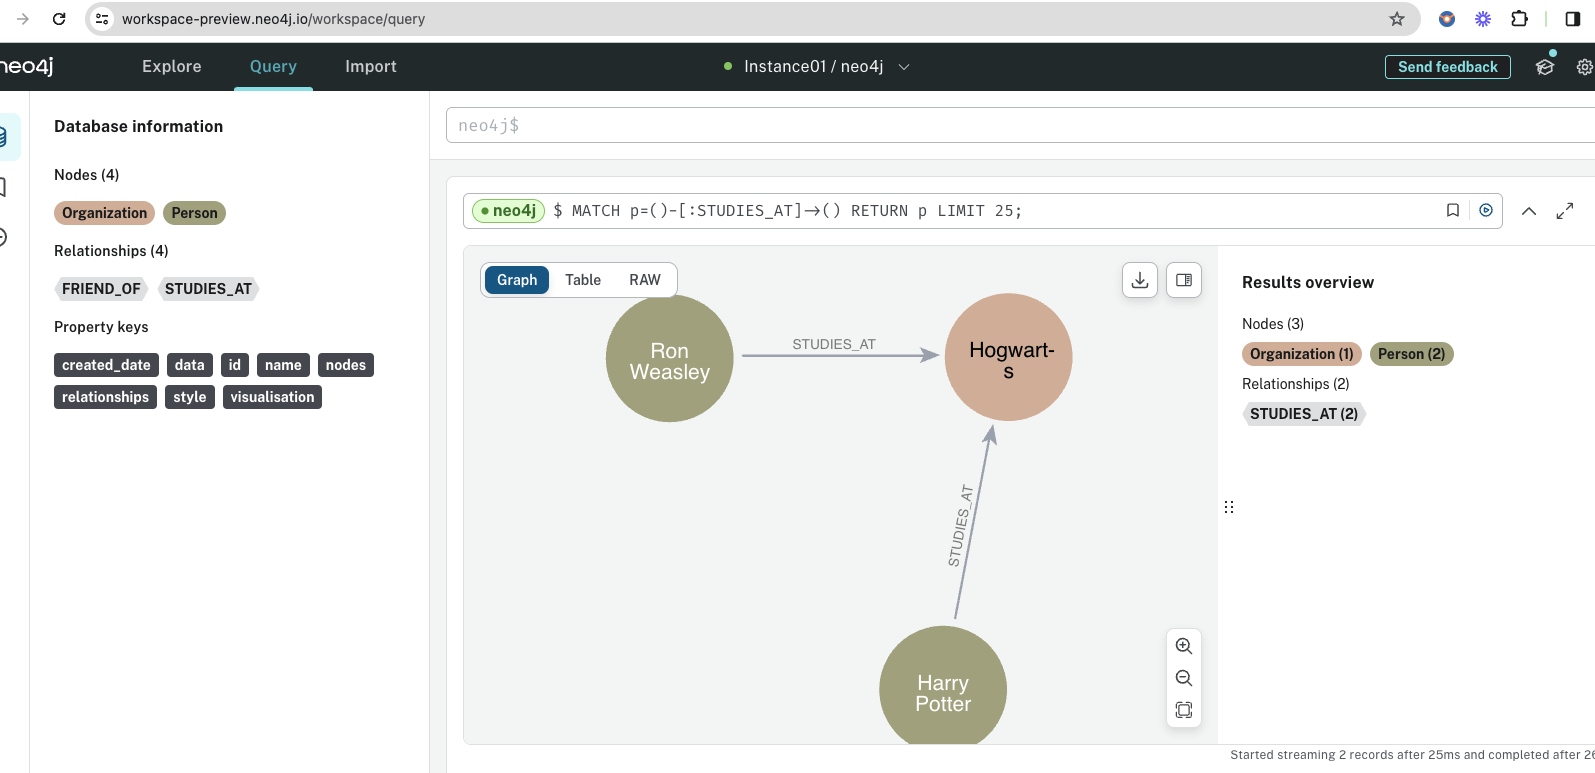 workspace-preview.neo4j.io/workspace/query
neo4j
Explore
Query
Import
Instance01 / neo4j
Send feedback
Database information
Nodes (4)
Organization
Person
Relationships (4)
FRIEND_OF
STUDIES_AT
Property keys
created_date
data
id
name
nodes
relationships
style
visualisation
neo4j$
neo4j
$ MATCH p=()-[:STUDIES_AT]->() RETURN p LIMIT 25;
Graph
Table
RAW
Ron
Weasley
STUDIES_AT
Hogwart-
s
STUDIES_AT
Harry
Potter
Results overview
Nodes (3)
Organization (1)
Person (2)
Relationships (2)
STUDIES_AT (2)
Started streaming 2 records after 25ms and completed after